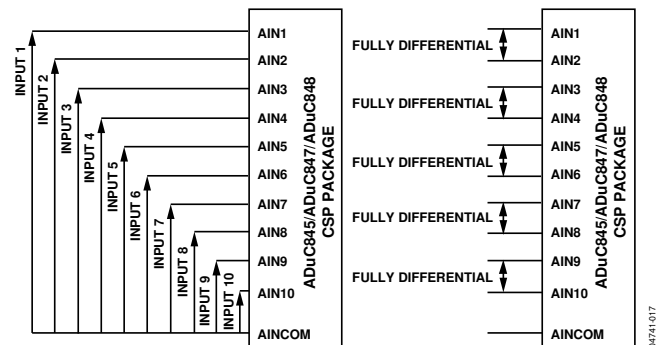 INPUT 1
INPUT 2
INPUT 3
INPUT 4
INPUT 5
INPUT 6
INPUT 7
INPUT 8
INPUT 9
INPUT 10
AIN1
AIN2
AIN3
AIN4
AIN5
AIN6
AIN7
AIN8
AIN9
AIN10
AINCOM
ADuC845/ADuC847/ADuC848
CSP PACKAGE
FULLY DIFFERENTIAL
FULLY DIFFERENTIAL
FULLY DIFFERENTIAL
FULLY DIFFERENTIAL
FULLY DIFFERENTIAL
AIN1
AIN2
AIN3
AIN4
AIN5
AIN6
AIN7
AIN8
AIN9
AIN10
AINCOM
ADuC845/ADuC847/ADuC848
CSP PACKAGE
04741-017